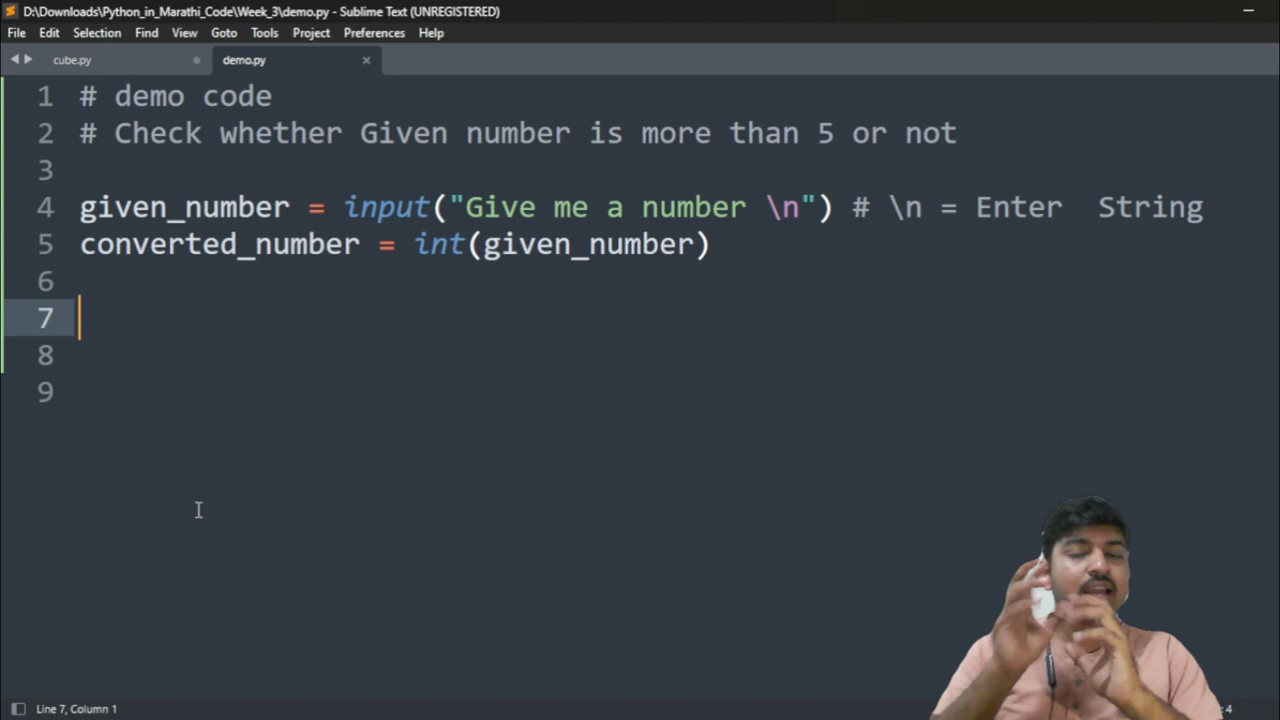 D:\Downloads\Python_in_Marathi_Code\Week_3\demo.py - Sublime Text (UNREGISTERED)
File Edit Selection Find View Goto Tools Project Preferences Help
cube.py demo.py
1 # demo code
2 # Check whether Given number is more than 5 or not
3
4 given_number = input("Give me a number \n") # \n = Enter  String
5 converted_number = int(given_number)
6
7
8
9
Line 7, Column 1
: 4